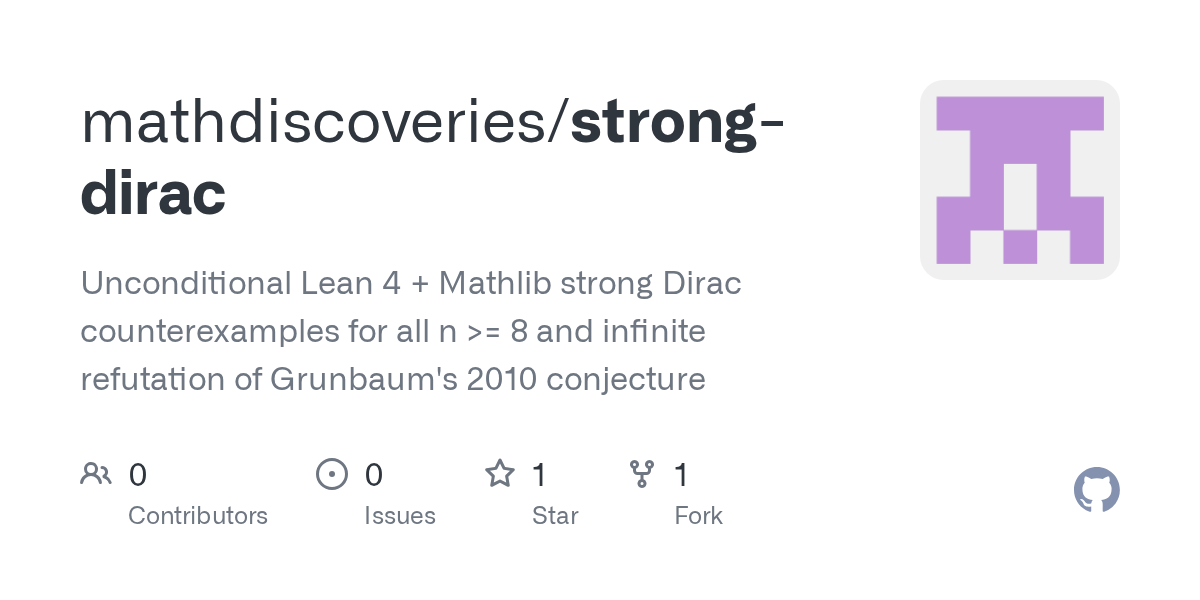 mathdiscoveries/strong-
dirac
Unconditional Lean 4 + Mathlib strong Dirac
counterexamples for all n >= 8 and infinite
refutation of Grunbaum's 2010 conjecture
0 0 1 1
Contributors Issues Star Fork